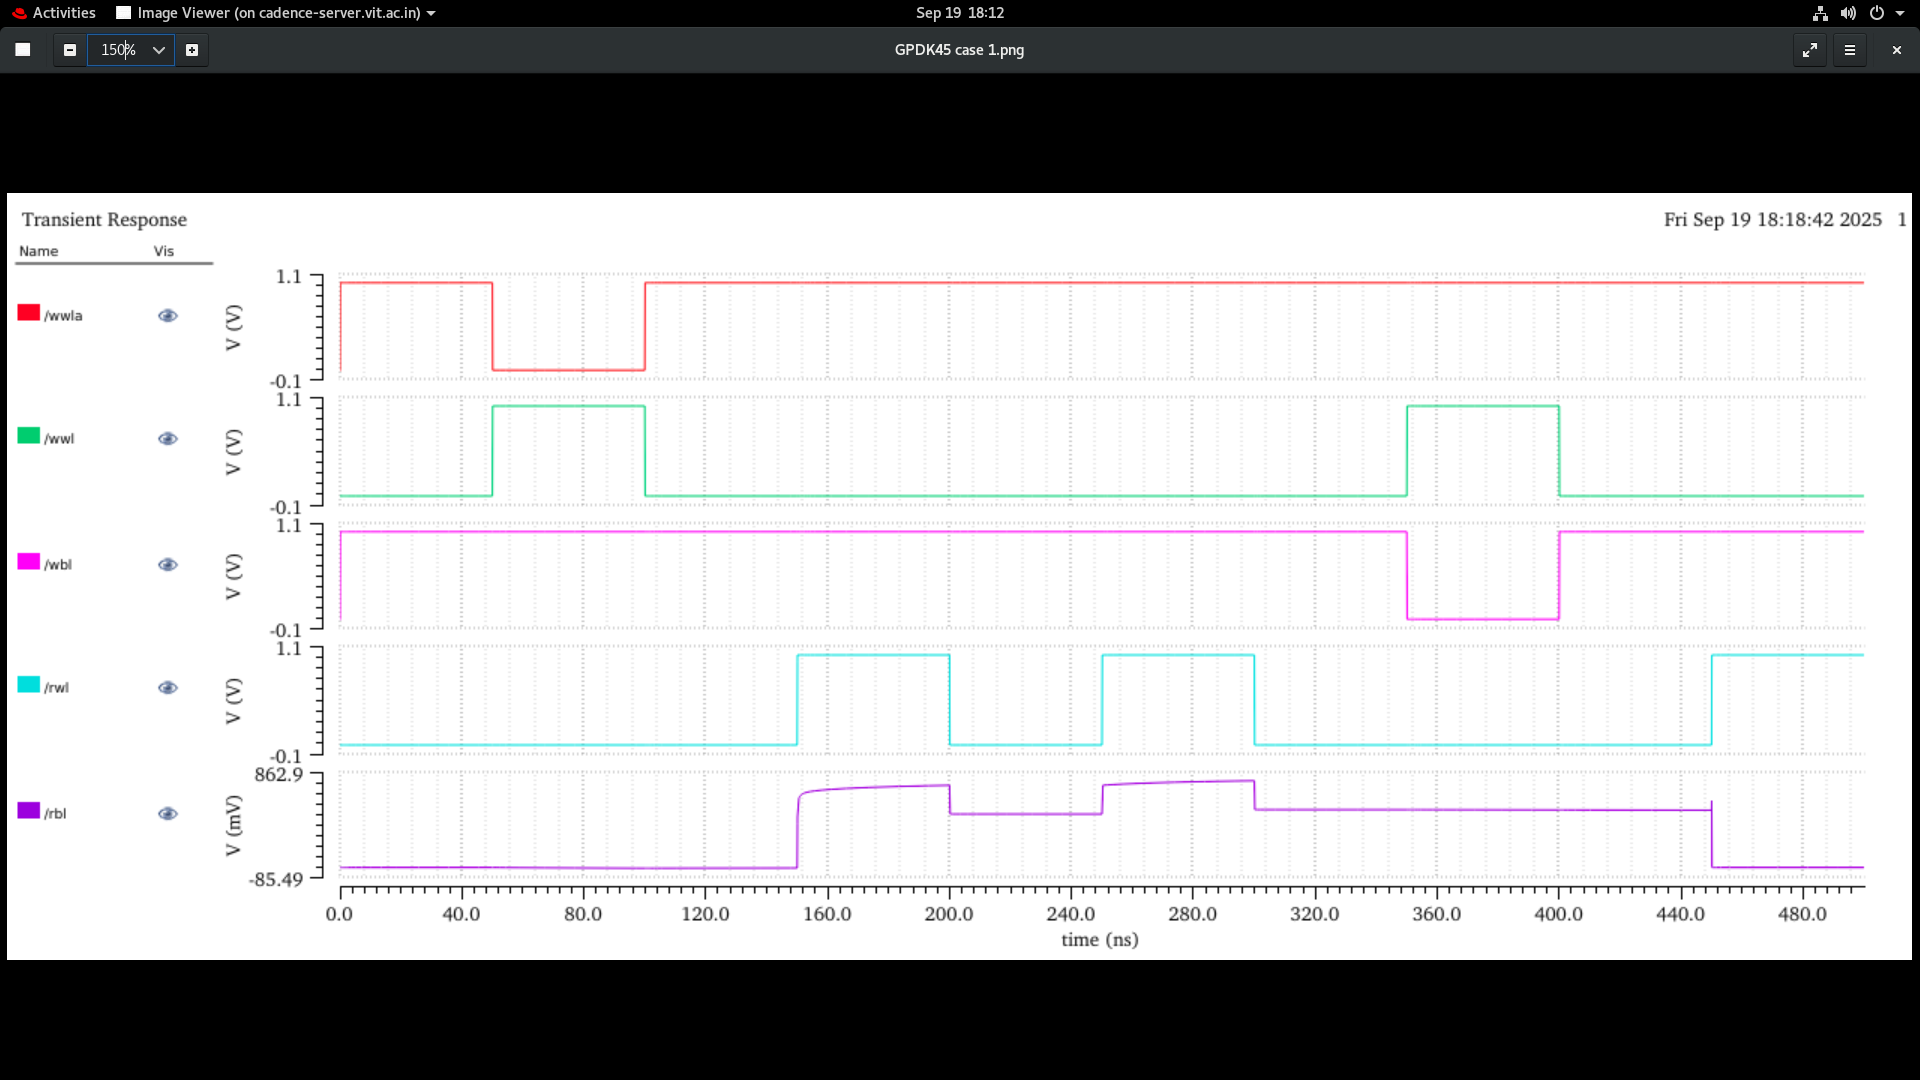 Activities Image Viewer (on cadence-server.vit.ac.in) Sep 19 18:12
150% GPDK45 case 1.png
Transient Response Fri Sep 19 18:18:42 2025 1
Name Vis
/wwla V (V) 1.1 -0.1
/wwl V (V) 1.1 -0.1
/wbl V (V) 1.1 -0.1
/rwl V (V) 1.1 -0.1
/rbl V (mV) 862.9 -85.49
0.0 40.0 80.0 120.0 160.0 200.0 240.0 280.0 320.0 360.0 400.0 440.0 480.0
time (ns)